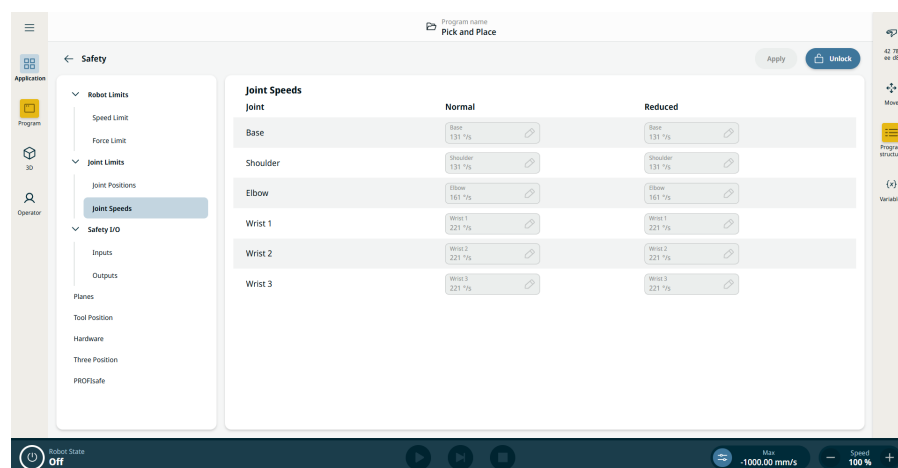 Program name
Pick and Place
Application
Program
3D
Operator
Safety
Apply
Unlock
Robot Limits
Speed Limit
Force Limit
Joint Limits
Joint Positions
Joint Speeds
Safety I/O
Inputs
Outputs
Planes
Tool Position
Hardware
Three Position
PROFIsafe
Joint Speeds
Joint Normal Reduced
Base
Base
131 °/s
Base
131 °/s
Shoulder
Shoulder
131 °/s
Shoulder
131 °/s
Elbow
Elbow
161 °/s
Elbow
161 °/s
Wrist 1
Wrist 1
221 °/s
Wrist 1
221 °/s
Wrist 2
Wrist 2
221 °/s
Wrist 2
221 °/s
Wrist 3
Wrist 3
221 °/s
Wrist 3
221 °/s
42 78
Move
structu
{x}
Robot State
Off
Max
-1000.00 mm/s
Speed
100 %